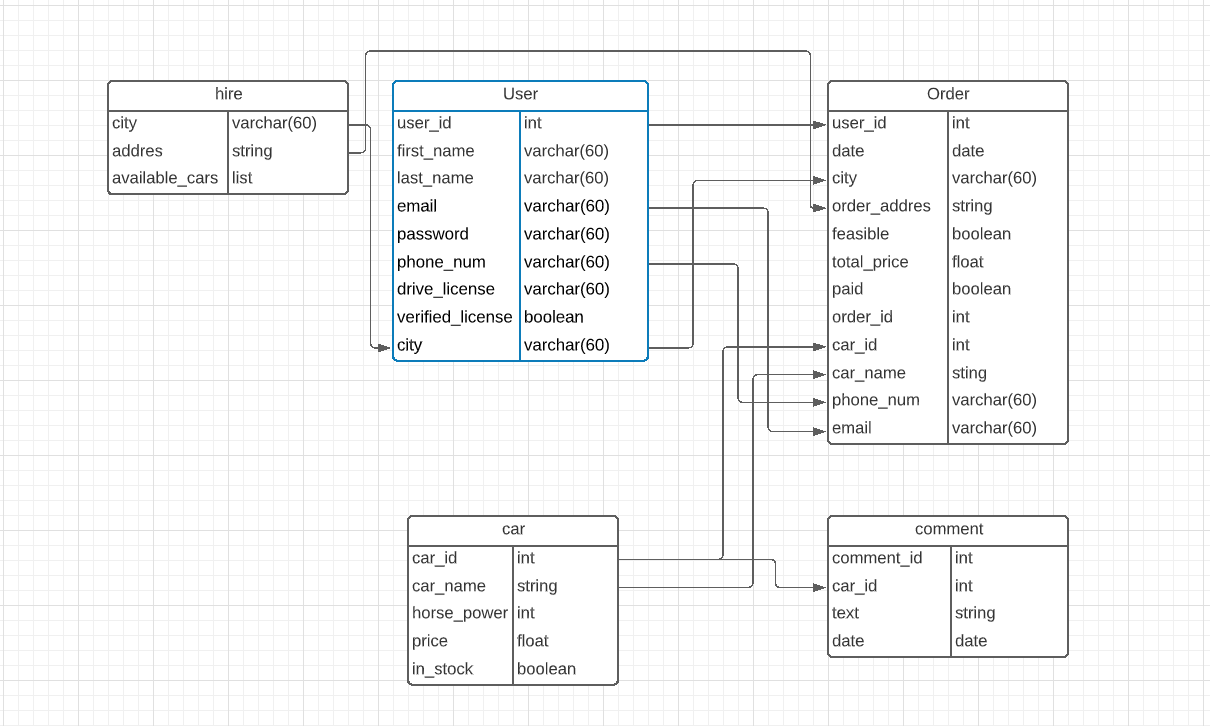 hire
city varchar(60)
addres string
available_cars list
User
user_id int
first_name varchar(60)
last_name varchar(60)
email varchar(60)
password varchar(60)
phone_num varchar(60)
drive_license varchar(60)
verified_license boolean
city varchar(60)
Order
user_id int
date date
city varchar(60)
order_addres string
feasible boolean
total_price float
paid boolean
order_id int
car_id int
car_name sting
phone_num varchar(60)
email varchar(60)
car
car_id int
car_name string
horse_power int
price float
in_stock boolean
comment
comment_id int
car_id int
text string
date date